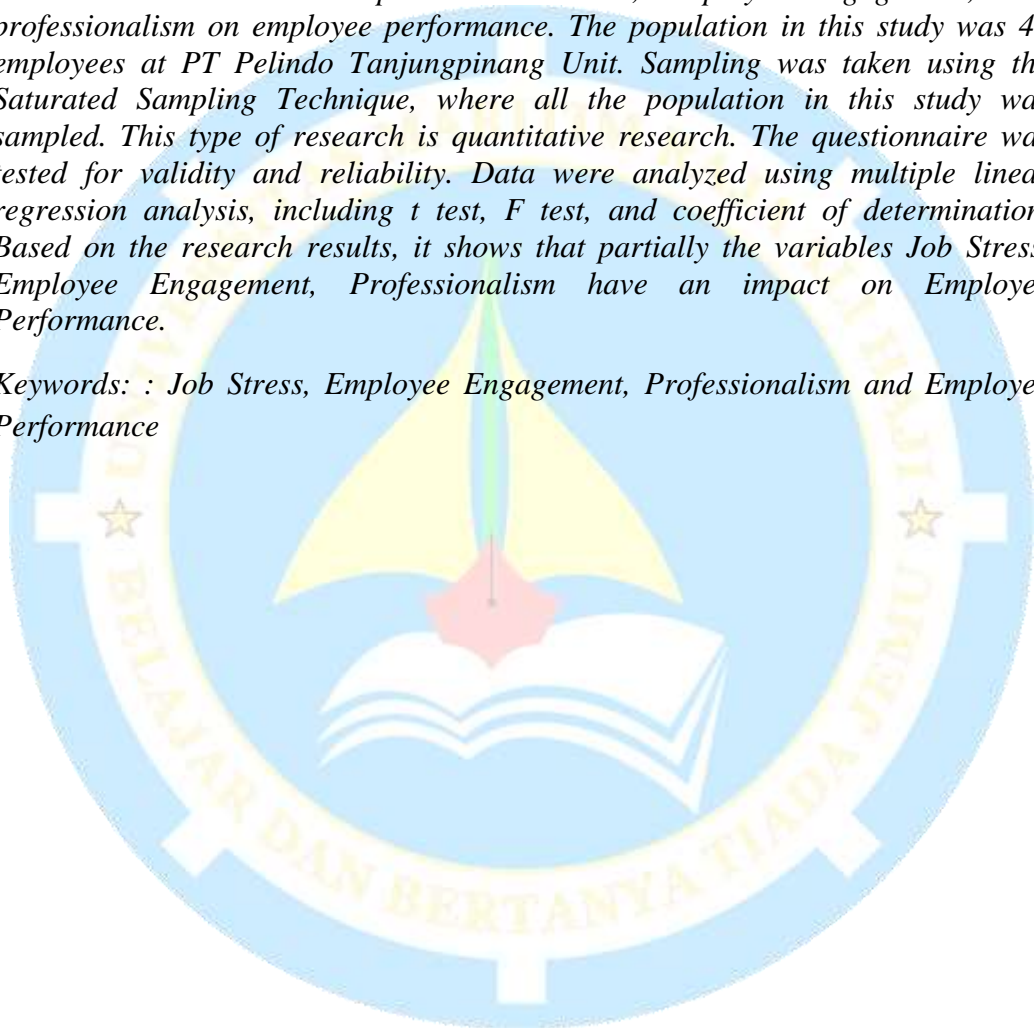 professionalism on employee performance. The population in this study was 4
employees at PT Pelindo Tanjungpinang Unit. Sampling was taken using th
Saturated Sampling Technique, where all the population in this study wa
sampled. This type of research is quantitative research. The questionnaire wa
tested for validity and reliability. Data were analyzed using multiple linea
regression analysis, including t test, F test, and coefficient of determination
Based on the research results, it shows that partially the variables Job Stress
Employee Engagement, Professionalism have an impact on Employe
Performance.
Keywords: : Job Stress, Employee Engagement, Professionalism and Employe
Performance
BELAJAR DAN BERTANYA TIADA JEMU